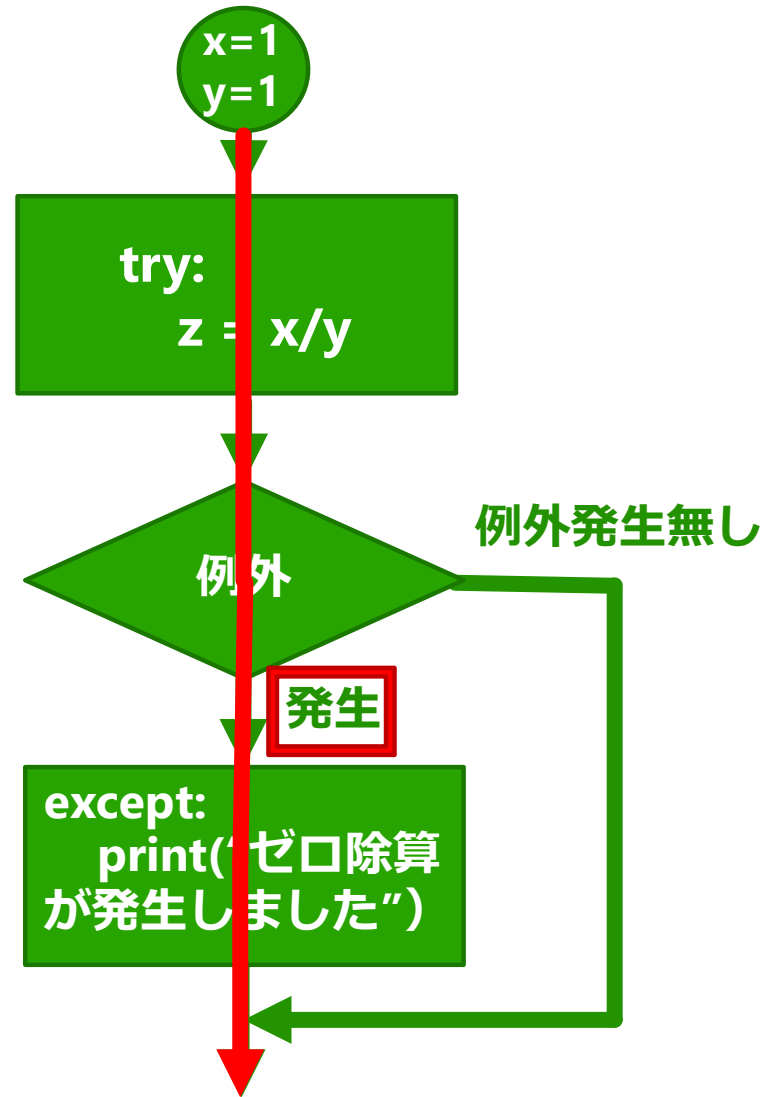 x=1
y=1
try:
z = x/y
例外
例外発生無し
発生
except:
print(“ゼロ除算
が発生しました”）